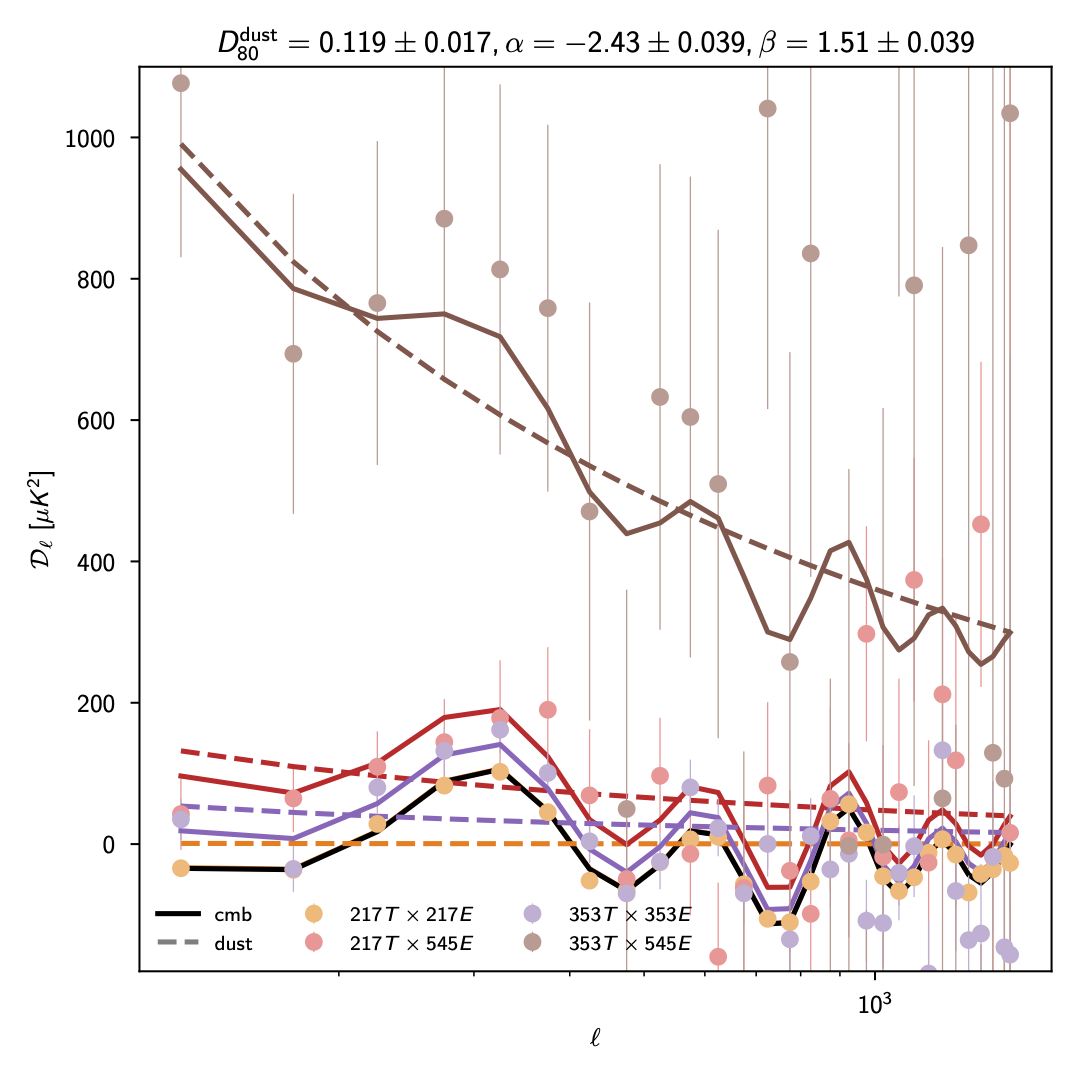 D_80^dust = 0.119 ± 0.017, α = −2.43 ± 0.039, β = 1.51 ± 0.039
1000
800
600
400
200
0
𝒟_ℓ [μK²]
cmb
dust
217T × 217E
217T × 545E
353T × 353E
353T × 545E
10³
ℓ